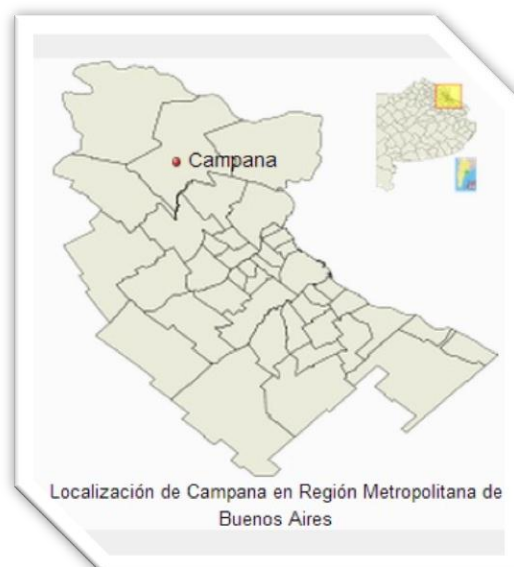 Campana
Localización de Campana en Región Metropolitana de
Buenos Aires